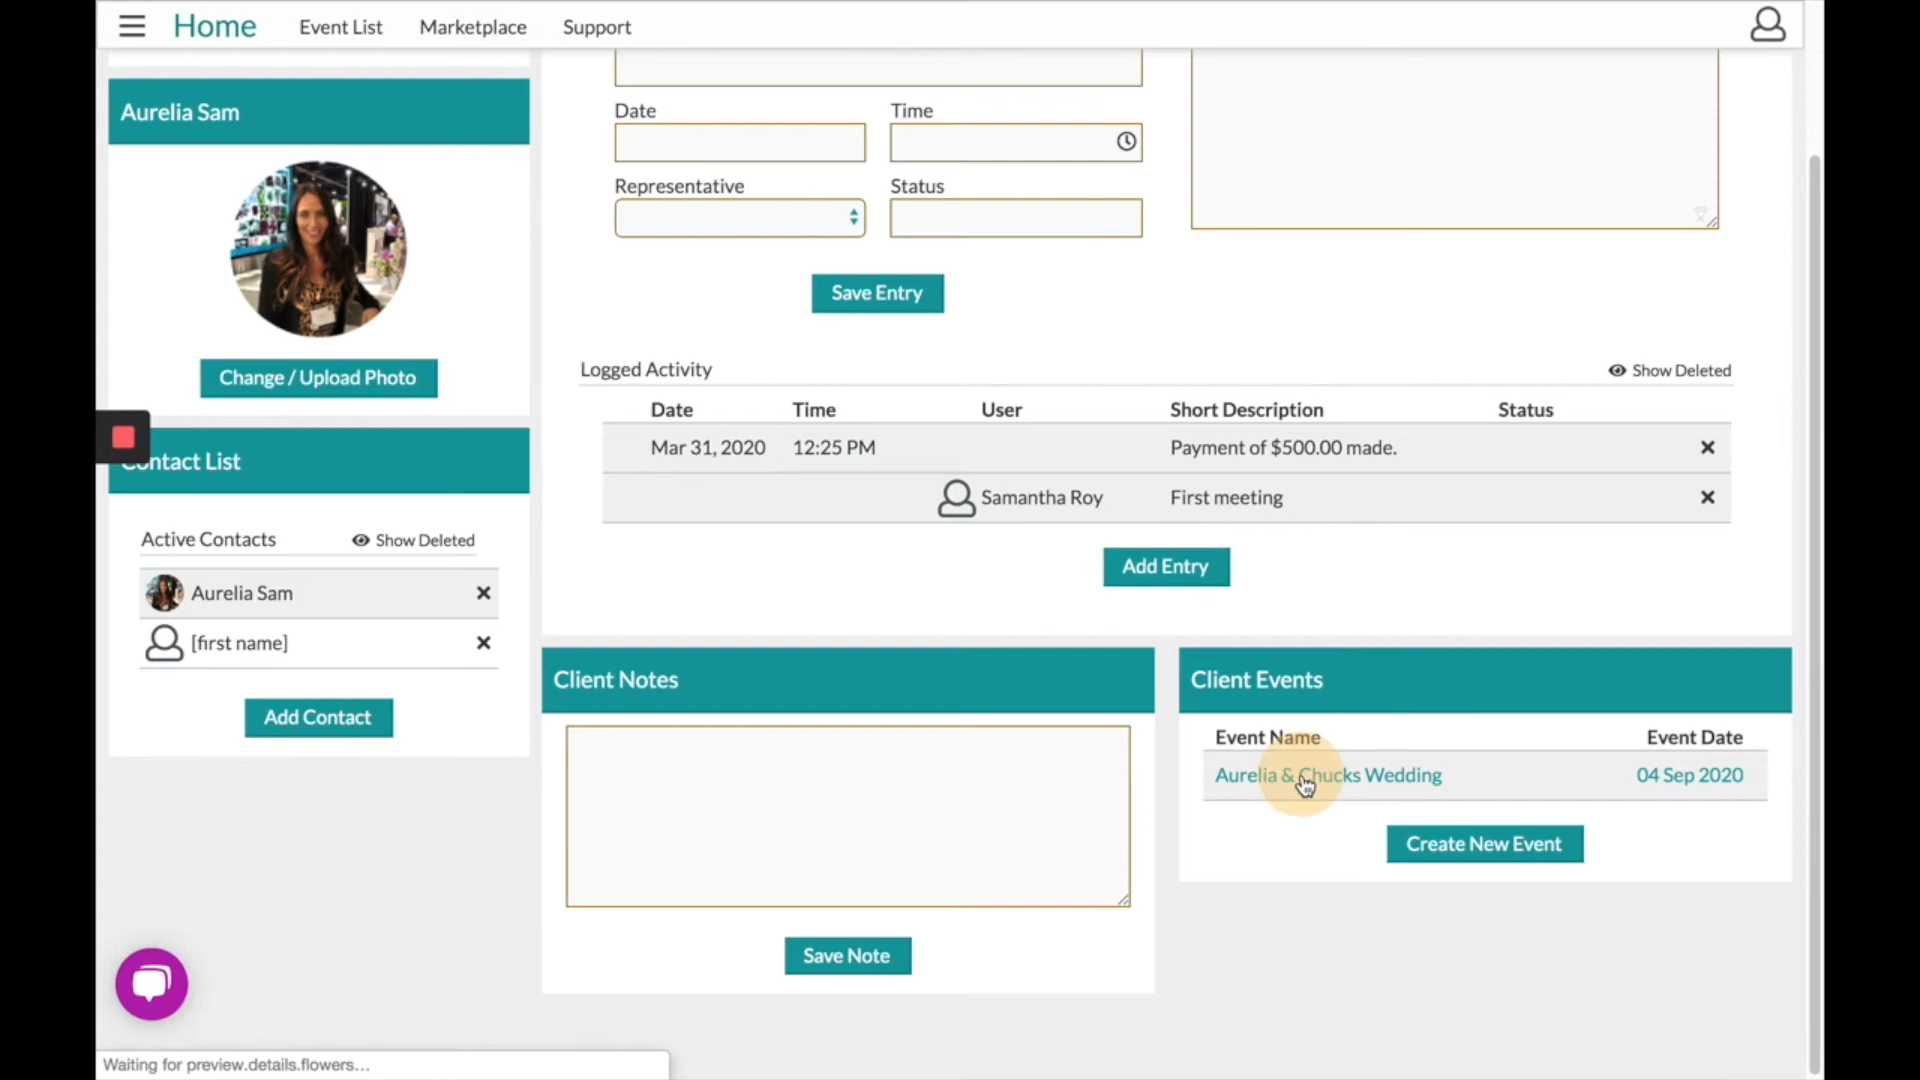 Home Event List Marketplace Support
Aurelia Sam
Change / Upload Photo
Contact List
Active Contacts Show Deleted
Aurelia Sam
[first name]
Add Contact
Date Time
Representative Status
Save Entry
Logged Activity Show Deleted
Date Time User Short Description Status
Mar 31, 2020 12:25 PM Payment of $500.00 made.
Samantha Roy First meeting
Add Entry
Client Notes
Save Note
Client Events
Event Name Event Date
Aurelia & Chucks Wedding 04 Sep 2020
Create New Event
Waiting for preview.details.flowers...